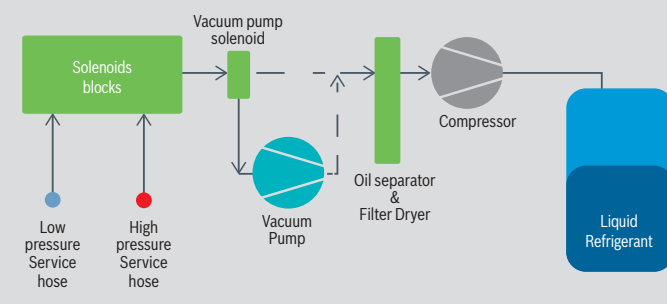 Vacuum pump
solenoid
Solenoids
blocks
Compressor
Oil separator
&
Filter Dryer
Vacuum
Pump
Low
pressure
Service
hose
High
pressure
Service
hose
Liquid
Refrigerant